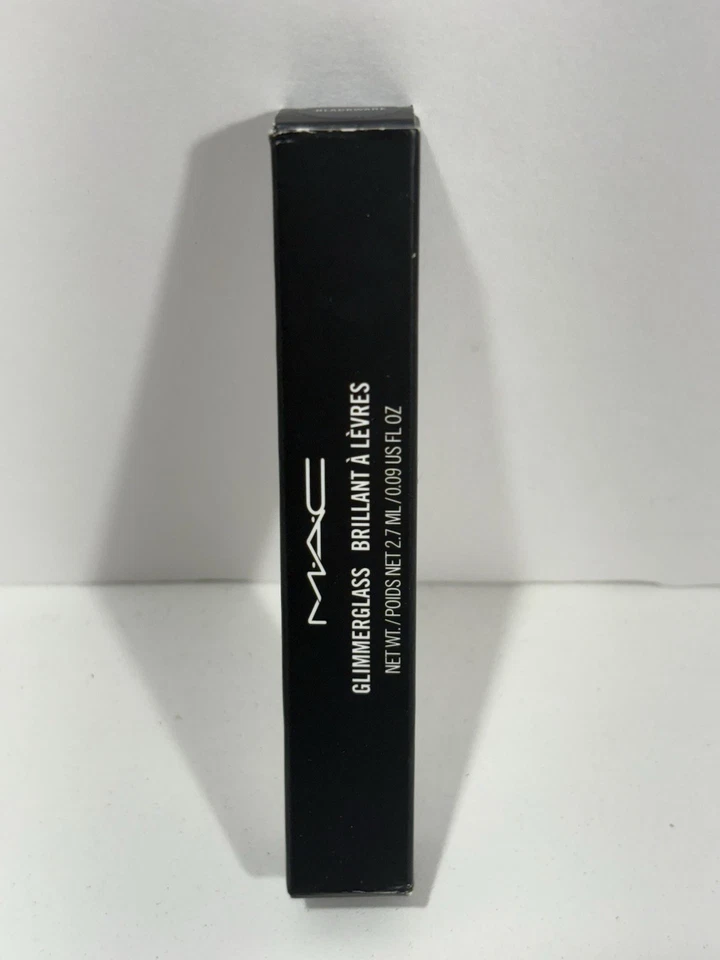 M·A·C
GLIMMERGLASS BRILLANT À LÈVRES
NET WT./POIDS NET 2.7 ML/0.09 US FL OZ